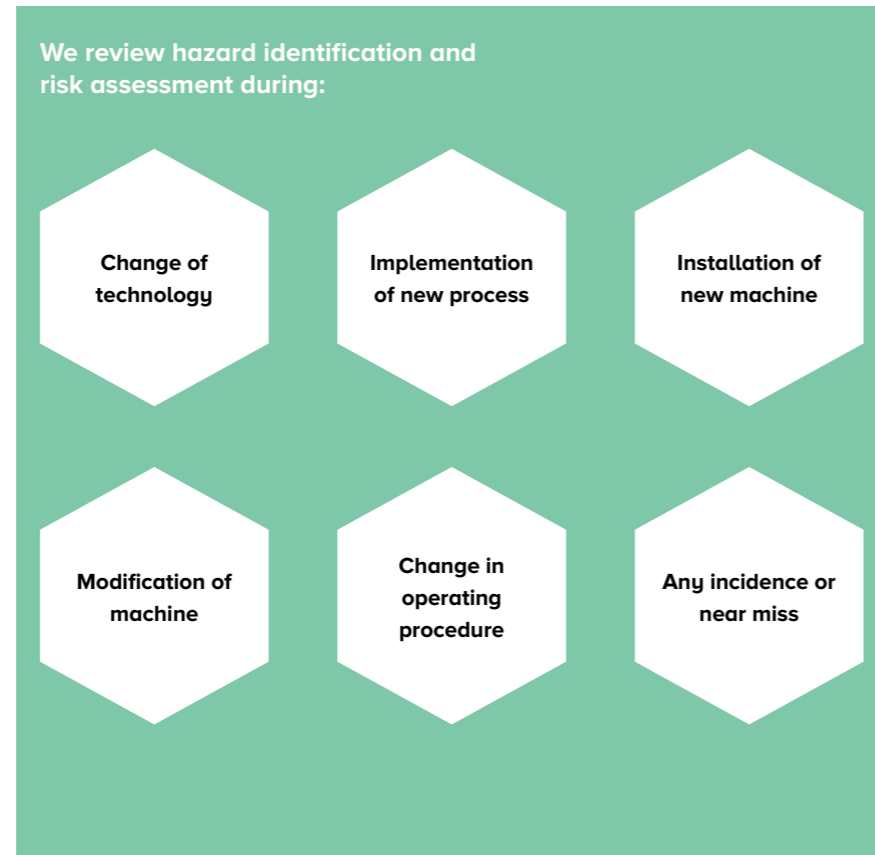 We review hazard identification and
risk assessment during:
Change of
technology
Implementation
of new process
Installation of
new machine
Modification of
machine
Change in
operating
procedure
Any incidence or
near miss